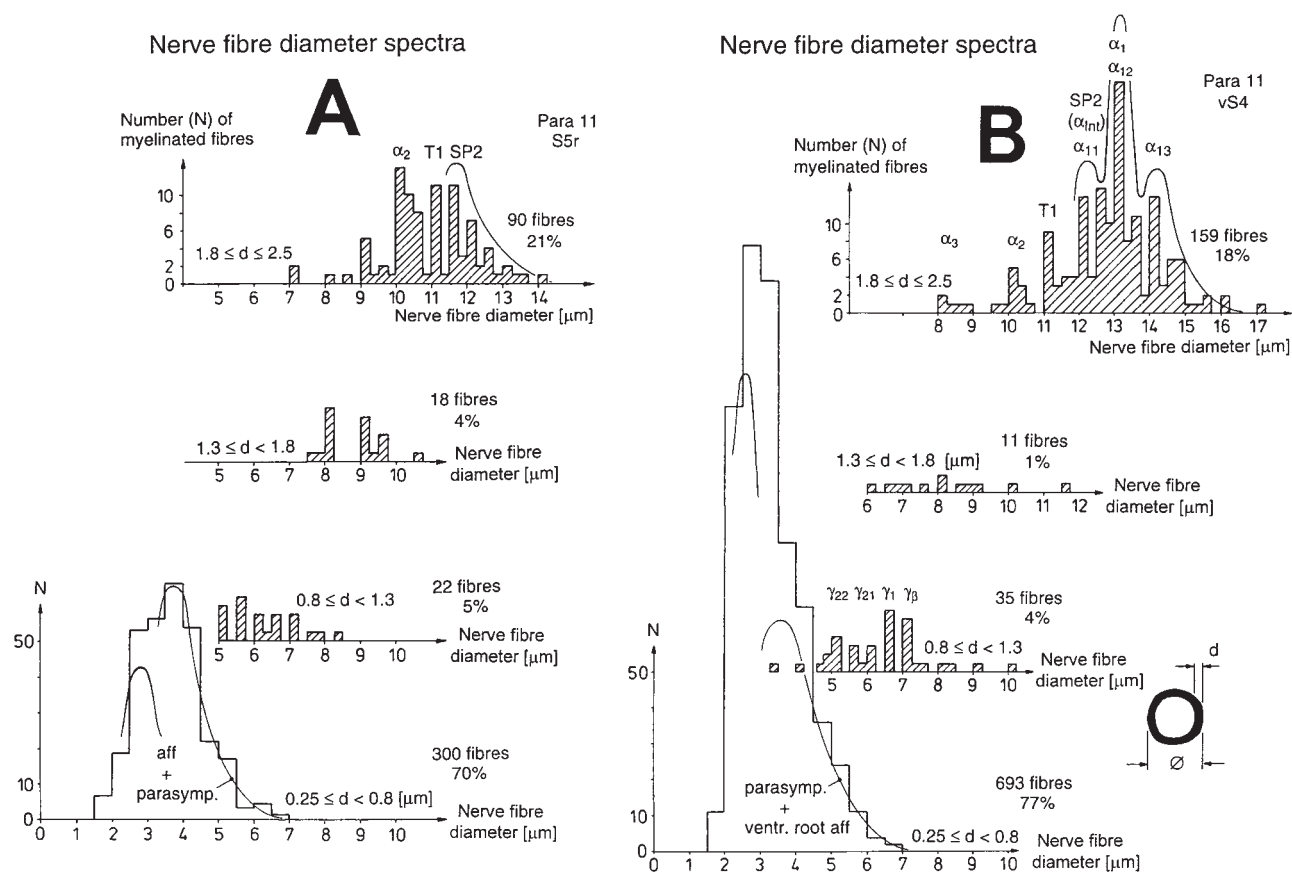 Nerve fibre diameter spectra
A
Number (N) of
myelinated fibres
Para 11
S5r
α2
T1 SP2
10
6
2
0
1.8 ≤ d ≤ 2.5
90 fibres
21%
5 6 7 8 9 10 11 12 13 14
Nerve fibre diameter [μm]
18 fibres
4%
1.3 ≤ d < 1.8
Nerve fibre
diameter [μm]
5 6 7 8 9 10
N
50
10
0
22 fibres
5%
0.8 ≤ d < 1.3
Nerve fibre
diameter [μm]
5 6 7 8 9 10
aff
+
parasymp.
300 fibres
70%
0.25 ≤ d < 0.8 [μm]
Nerve fibre
diameter [μm]
0 1 2 3 4 5 6 7 8 9 10
Nerve fibre diameter spectra
B
Number (N) of
myelinated fibres
Para 11
vS4
α1
α12
SP2
(αInt)
α11
α13
T1
α3
α2
10
6
2
0
1.8 ≤ d ≤ 2.5
159 fibres
18%
8 9 10 11 12 13 14 15 16 17
Nerve fibre diameter [μm]
11 fibres
1%
1.3 ≤ d < 1.8 [μm]
Nerve fibre
diameter [μm]
6 7 8 9 10 11 12
N
50
10
0
γ22 γ21 γ1 γβ
35 fibres
4%
0.8 ≤ d < 1.3
Nerve fibre
diameter [μm]
5 6 7 8 9 10
d
Ø
parasymp.
+
ventr. root aff
693 fibres
77%
0.25 ≤ d < 0.8
Nerve fibre
diameter [μm]
0 1 2 3 4 5 6 7 8 9 10